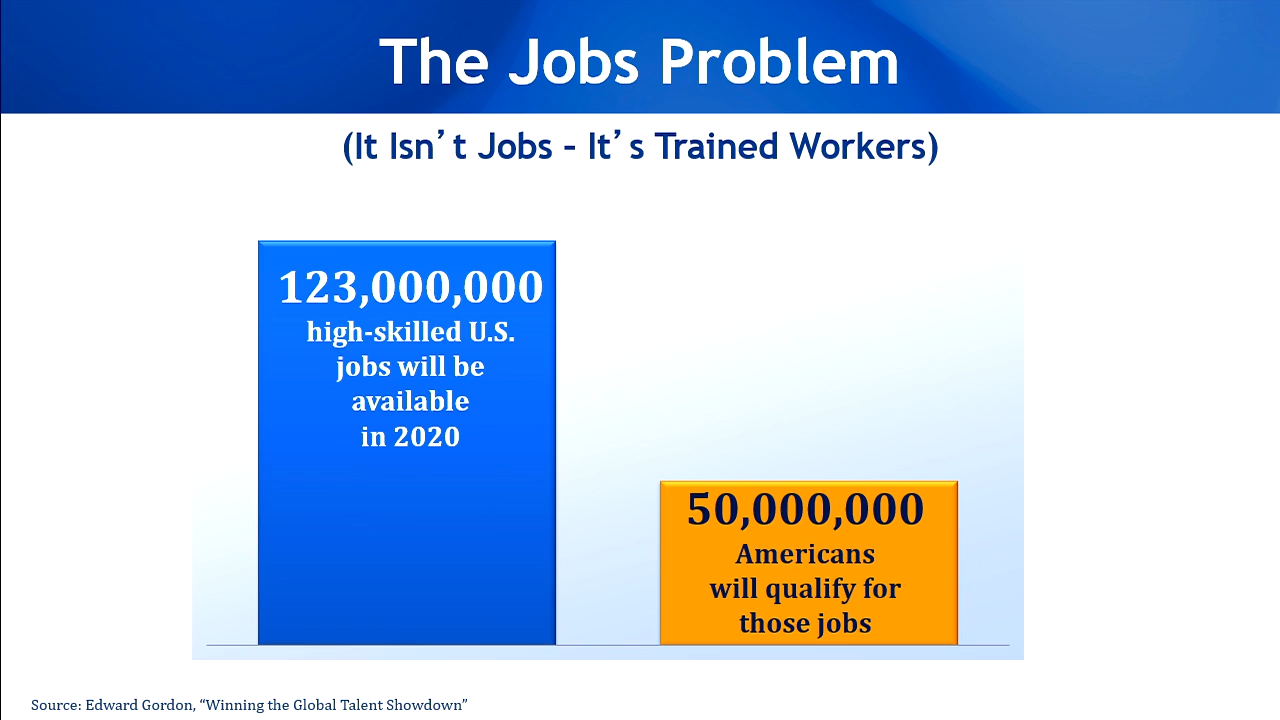 The Jobs Problem
(It Isn’t Jobs – It’s Trained Workers)
123,000,000
high-skilled U.S.
jobs will be
available
in 2020
50,000,000
Americans
will qualify for
those jobs
Source: Edward Gordon, “Winning the Global Talent Showdown”